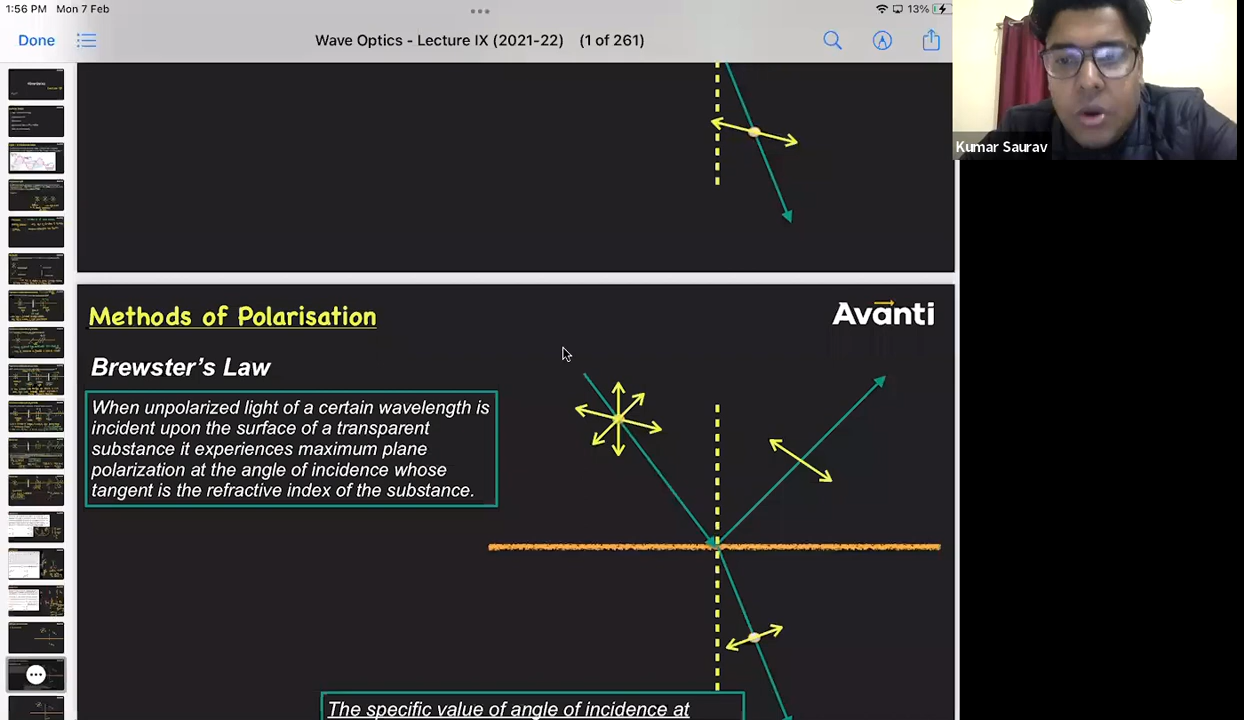 1:56 PM Mon 7 Feb
13%
Done
Wave Optics - Lecture IX (2021-22) (1 of 261)
Kumar Saurav
Methods of Polarisation
Avanti
Brewster's Law
When unpolarized light of a certain wavelength is
incident upon the surface of a transparent
substance it experiences maximum plane
polarization at the angle of incidence whose
tangent is the refractive index of the substance.
The specific value of angle of incidence at